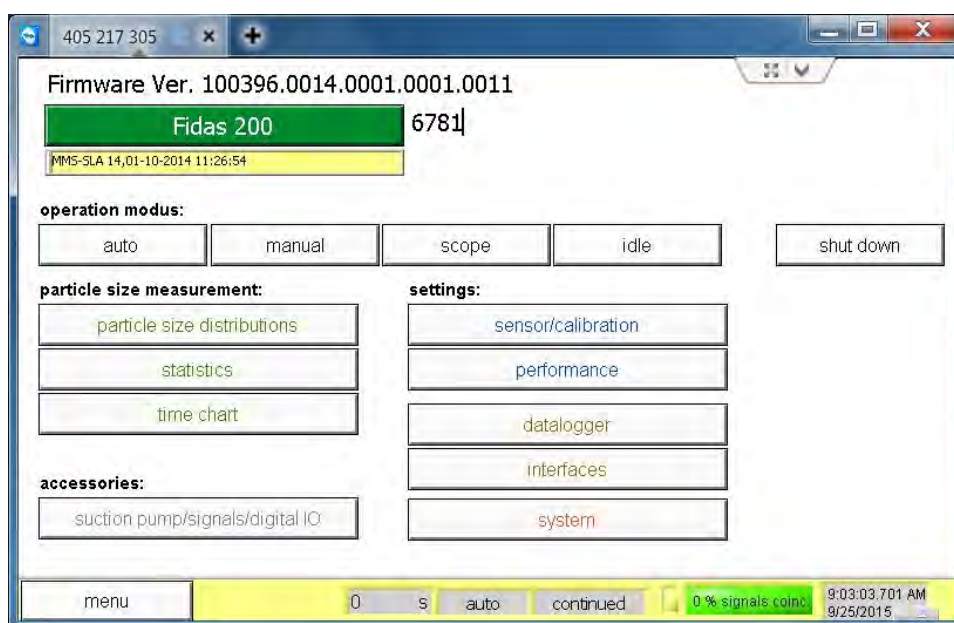 405 217 305
Firmware Ver. 100396.0014.0001.0001.0011
Fidas 200 6781
MMS-SLA 14,01-10-2014 11:26:54
operation modus:
auto manual scope idle shut down
particle size measurement: settings:
particle size distributions sensor/calibration
statistics performance
time chart datalogger
interfaces
accessories:
suction pump/signals/digital IO system
menu 0 s auto continued 0 % signals coinc. 9:03:03.701 AM
9/25/2015